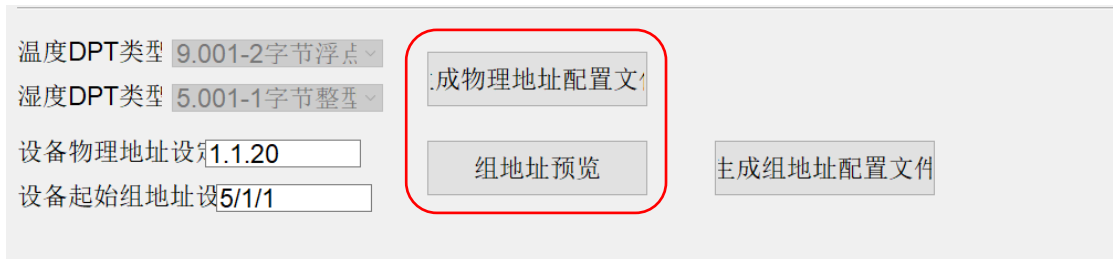 温度DPT类型 9.001-2字节浮点
湿度DPT类型 5.001-1字节整型
成物理地址配置文
设备物理地址设 1.1.20
组地址预览
生成组地址配置文件
设备起始组地址设 5/1/1